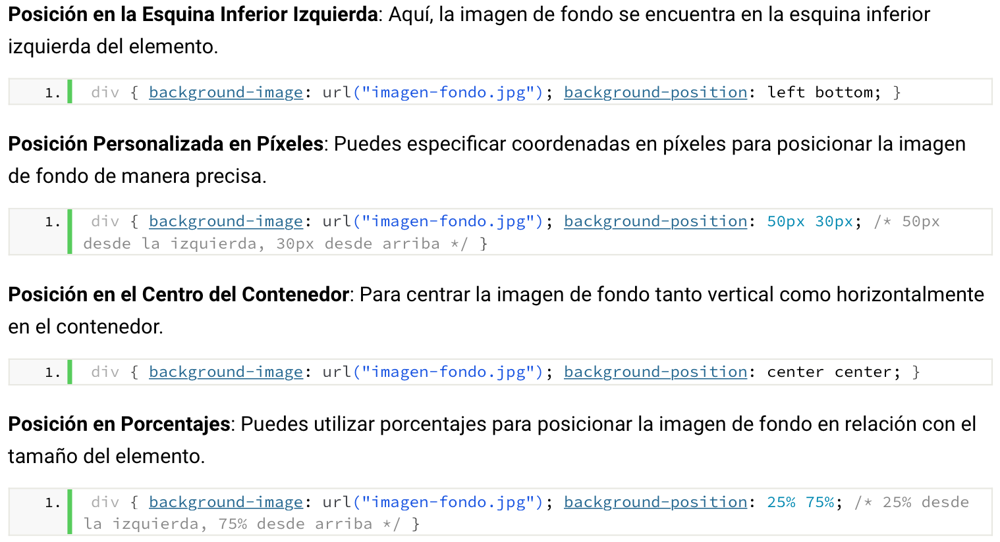 Posición en la Esquina Inferior Izquierda: Aquí, la imagen de fondo se encuentra en la esquina inferior
izquierda del elemento.
1. div { background-image: url("imagen-fondo.jpg"); background-position: left bottom; }
Posición Personalizada en Píxeles: Puedes especificar coordenadas en píxeles para posicionar la imagen
de fondo de manera precisa.
1. div { background-image: url("imagen-fondo.jpg"); background-position: 50px 30px; /* 50px
desde la izquierda, 30px desde arriba */ }
Posición en el Centro del Contenedor: Para centrar la imagen de fondo tanto vertical como horizontalmente
en el contenedor.
1. div { background-image: url("imagen-fondo.jpg"); background-position: center center; }
Posición en Porcentajes: Puedes utilizar porcentajes para posicionar la imagen de fondo en relación con el
tamaño del elemento.
1. div { background-image: url("imagen-fondo.jpg"); background-position: 25% 75%; /* 25% desde
la izquierda, 75% desde arriba */ }